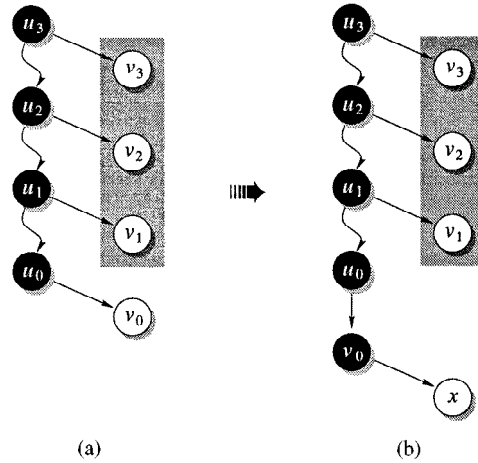 u₃ u₃
v₃ v₃
u₂ u₂
v₂ v₂
u₁ u₁
v₁ v₁
u₀ u₀
v₀
v₀
x
(a) (b)